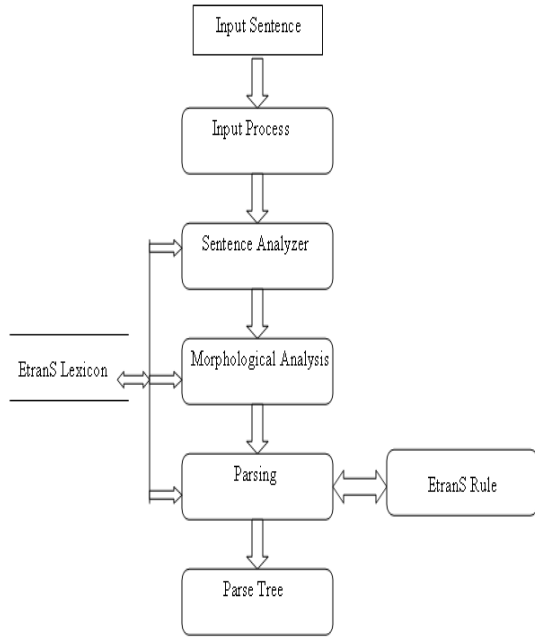 Input Sentence
Input Process
Sentence Analyzer
EtranS Lexicon
Morphological Analysis
Parsing
EtranS Rule
Parse Tree